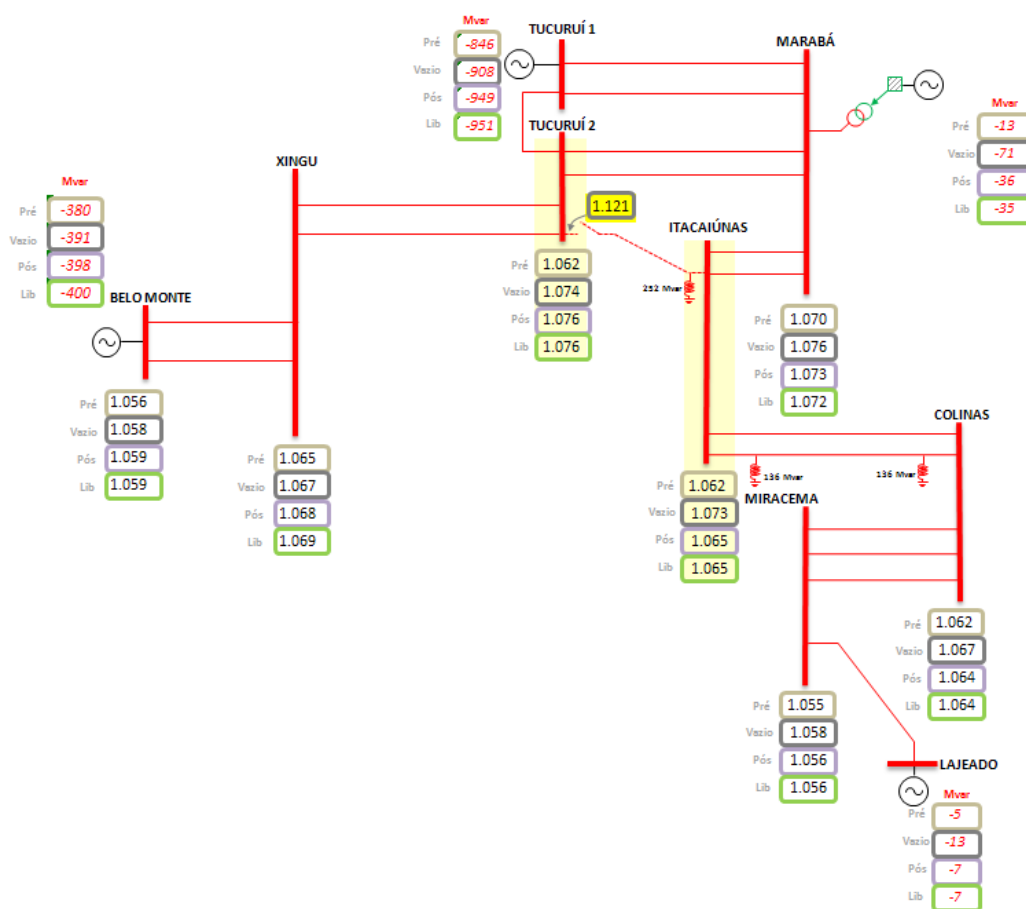 Mvar
Pré -846
Vazio -908
Pós -949
Lib -951
TUCURUÍ 1
MARABÁ
Mvar
Pré -13
Vazio -71
Pós -36
Lib -35
TUCURUÍ 2
XINGU
Mvar
Pré -380
Vazio -391
Pós -398
Lib -400
BELO MONTE
1.121
ITACAIÚNAS
252 Mvar
Pré 1.062
Vazio 1.074
Pós 1.076
Lib 1.076
Pré 1.070
Vazio 1.076
Pós 1.073
Lib 1.072
Pré 1.056
Vazio 1.058
Pós 1.059
Lib 1.059
COLINAS
Pré 1.065
Vazio 1.067
Pós 1.068
Lib 1.069
136 Mvar
136 Mvar
Pré 1.062
Vazio 1.073
Pós 1.065
Lib 1.065
MIRACEMA
Pré 1.062
Vazio 1.067
Pós 1.064
Lib 1.064
Pré 1.055
Vazio 1.058
Pós 1.056
Lib 1.056
LAJEADO
Mvar
Pré -5
Vazio -13
Pós -7
Lib -7